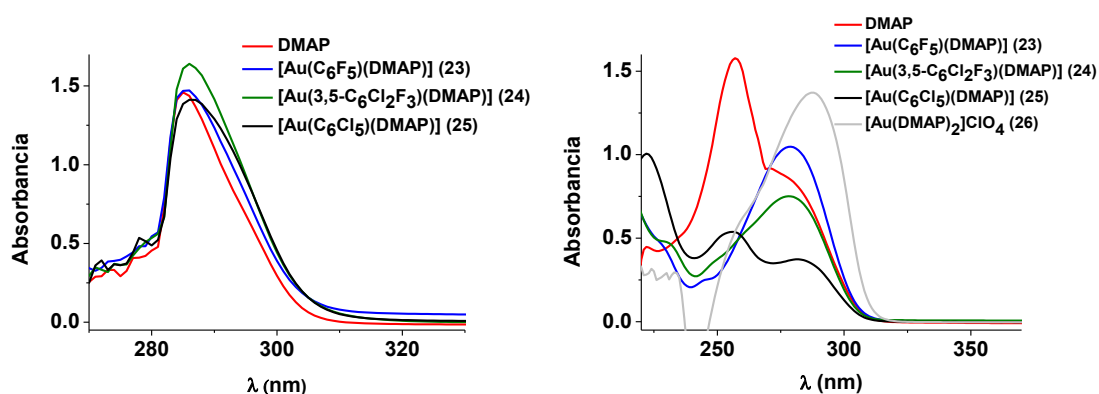 DMAP
[Au(C₆F₅)(DMAP)] (23)
[Au(3,5-C₆Cl₂F₃)(DMAP)] (24)
[Au(C₆Cl₅)(DMAP)] (25)
Absorbancia
1.5
1.0
0.5
0.0
280
300
320
λ (nm)
DMAP
[Au(C₆F₅)(DMAP)] (23)
[Au(3,5-C₆Cl₂F₃)(DMAP)] (24)
[Au(C₆Cl₅)(DMAP)] (25)
[Au(DMAP)₂]ClO₄ (26)
Absorbancia
1.5
1.0
0.5
0.0
250
300
350
λ (nm)